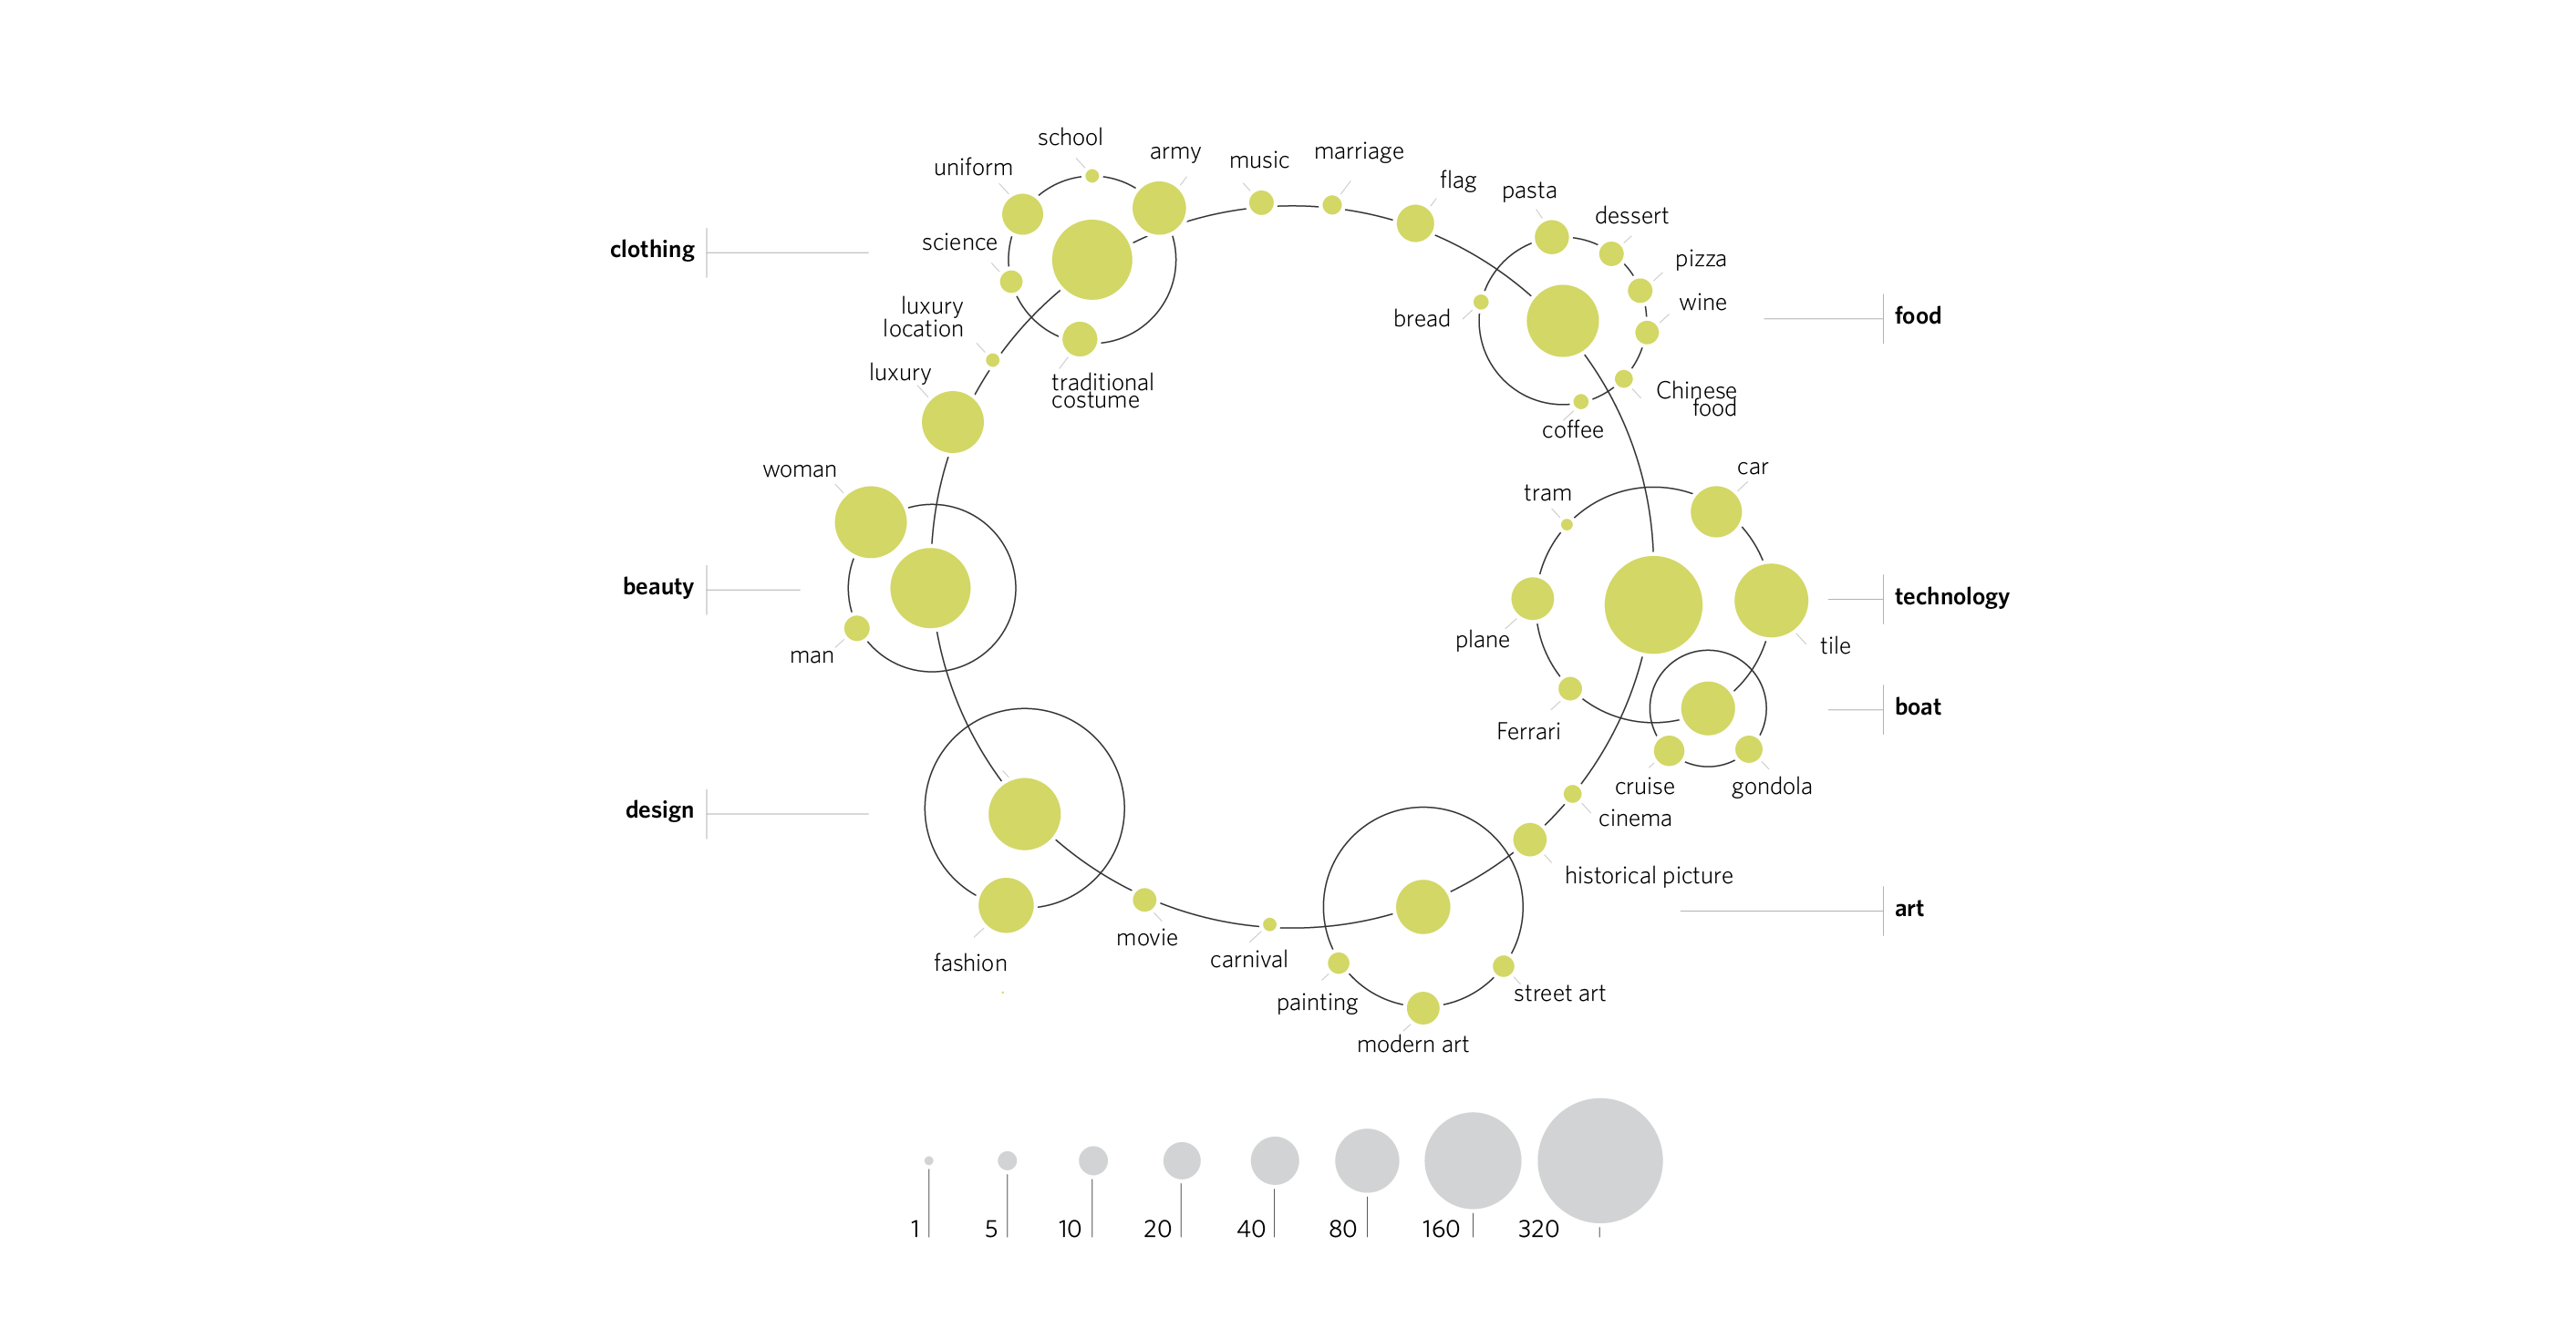 school
army
music
marriage
uniform
flag
pasta
dessert
clothing
science
pizza
wine
luxury
location
bread
food
luxury
traditional
costume
Chinese
food
coffee
woman
car
tram
beauty
technology
man
plane
tile
boat
Ferrari
cruise
gondola
design
cinema
historical picture
art
fashion
movie
carnival
painting
street art
modern art
1
5
10
20
40
80
160
320